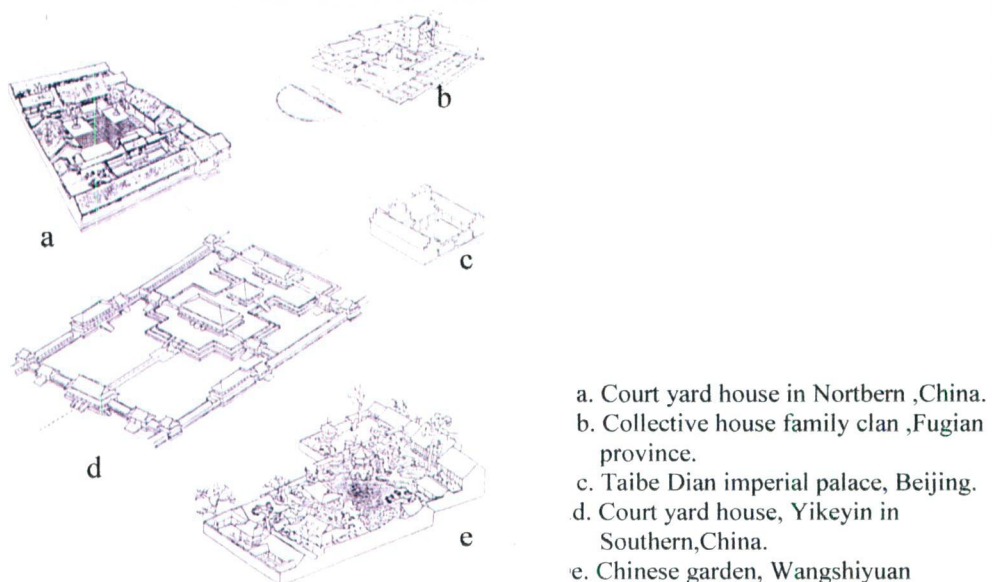 b
a
c
d
e
a. Court yard house in Nortbern ,China.
b. Collective house family clan ,Fugian
province.
c. Taibe Dian imperial palace, Beijing.
d. Court yard house, Yikeyin in
Southern,China.
e. Chinese garden, Wangshiyuan